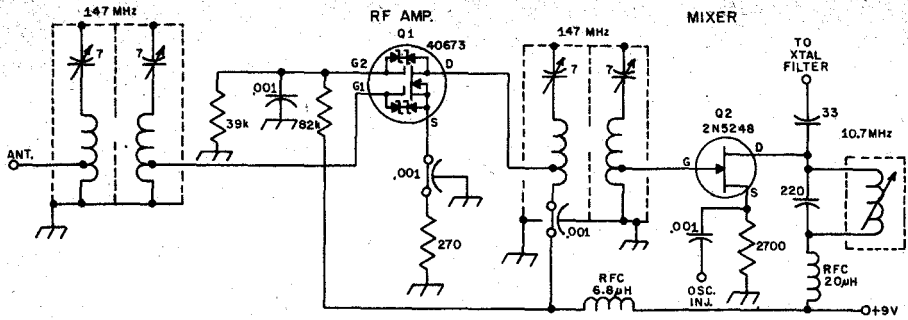 147 MHz
RF AMP.
Q1
40673
147 MHz
MIXER
TO
XTAL
FILTER
7
7
G2
D
7
7
Q2
2N5248
33
.001
G1
10.7MHz
39k
82k
S
D
G
ANT.
.001
220
S
270
.001
.001
2700
RFC
20μH
RFC
6.8μH
OSC.
INJ.
+9V